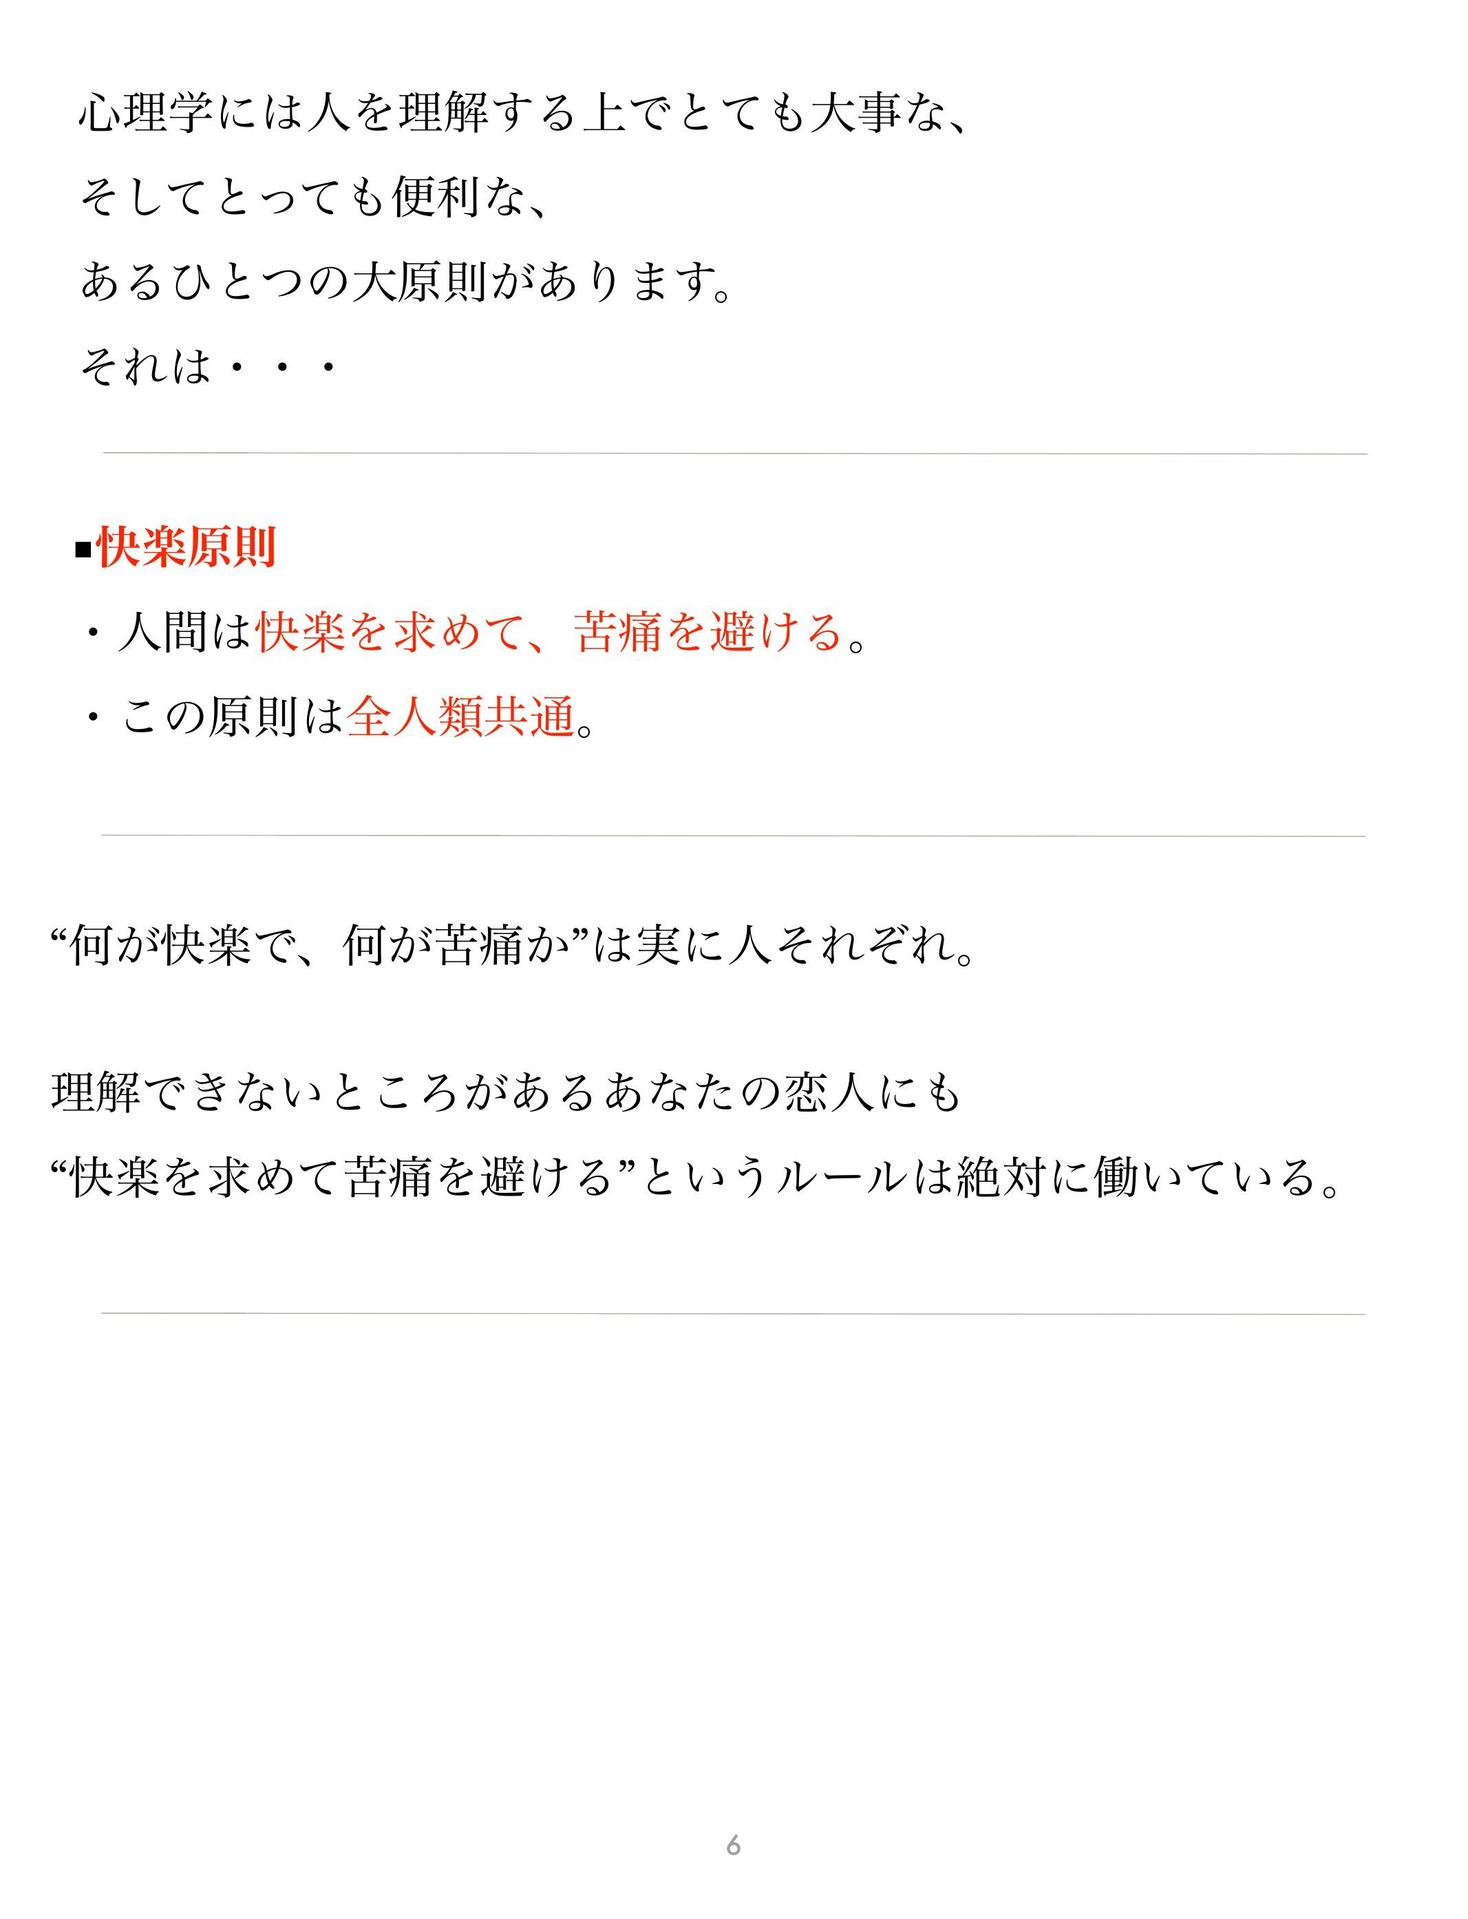 心理学には人を理解する上でとても大事な、
そしてとっても便利な、
あるひとつの大原則があります。
それは・・・
■快楽原則
・人間は快楽を求めて、苦痛を避ける。
・この原則は全人類共通。
“何が快楽で、何が苦痛か”は実に人それぞれ。
理解できないところがあるあなたの恋人にも
“快楽を求めて苦痛を避ける”というルールは絶対に働いている。
6